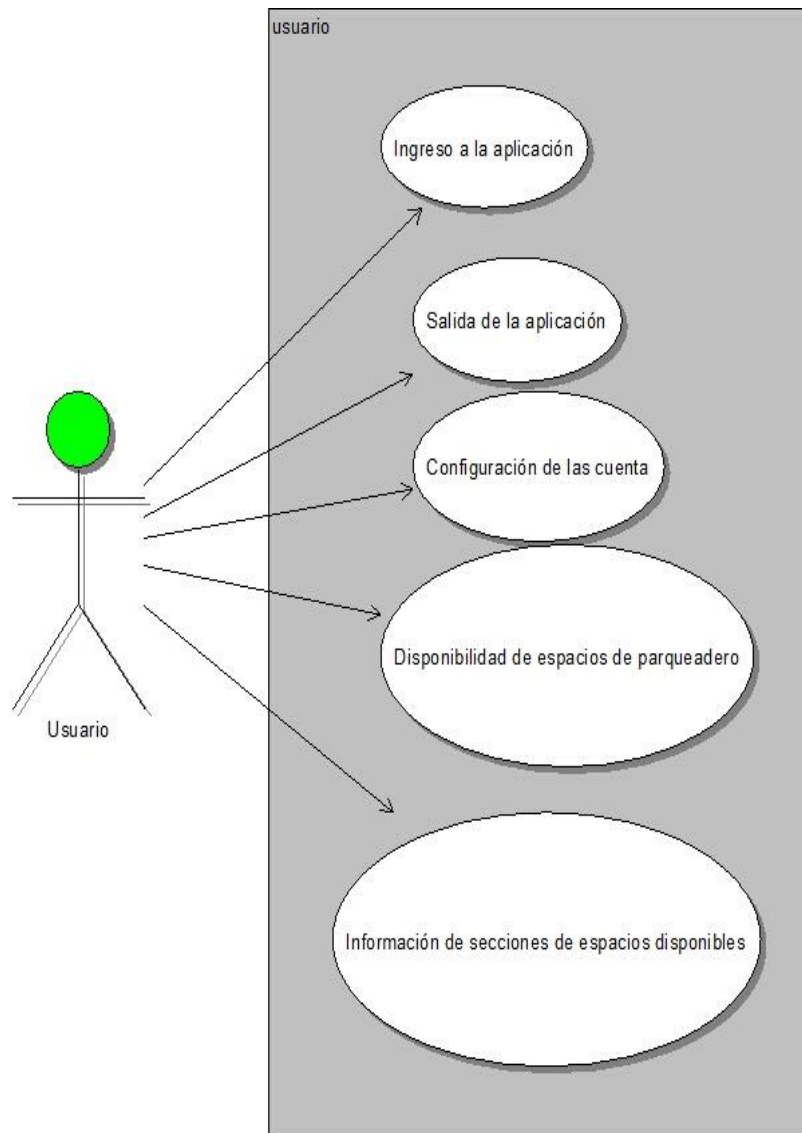 usuario
Ingreso a la aplicación
Salida de la aplicación
Configuración de las cuenta
Disponibilidad de espacios de parqueadero
Usuario
Información de secciones de espacios disponibles